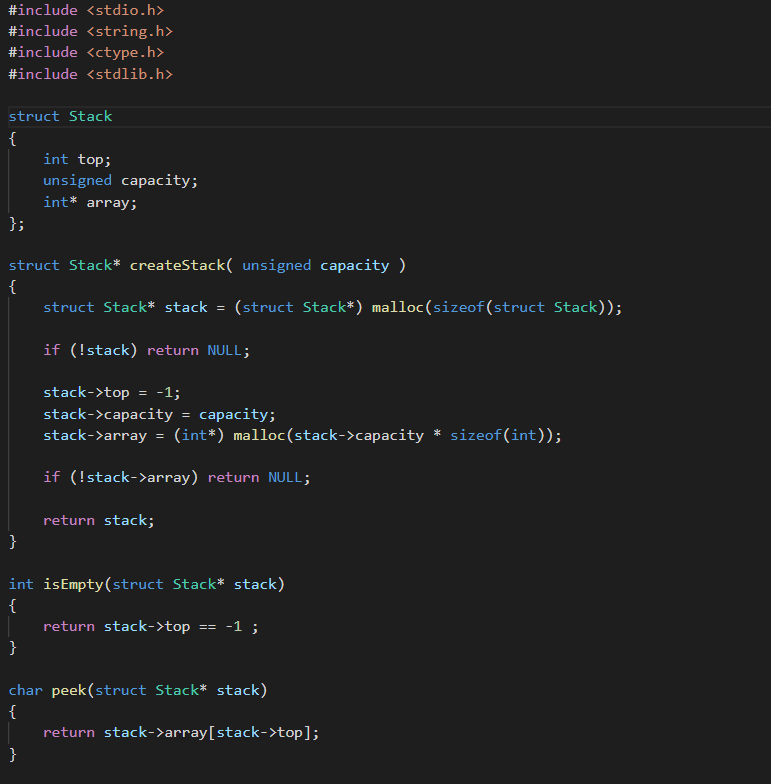 #include <stdio.h>
#include <string.h>
#include <ctype.h>
#include <stdlib.h>
struct Stack
{
    int top;
    unsigned capacity;
    int* array;
};
struct Stack* createStack( unsigned capacity )
{
    struct Stack* stack = (struct Stack*) malloc(sizeof(struct Stack));
    if (!stack) return NULL;
    stack->top = -1;
    stack->capacity = capacity;
    stack->array = (int*) malloc(stack->capacity * sizeof(int));
    if (!stack->array) return NULL;
    return stack;
}
int isEmpty(struct Stack* stack)
{
    return stack->top == -1 ;
}
char peek(struct Stack* stack)
{
    return stack->array[stack->top];
}